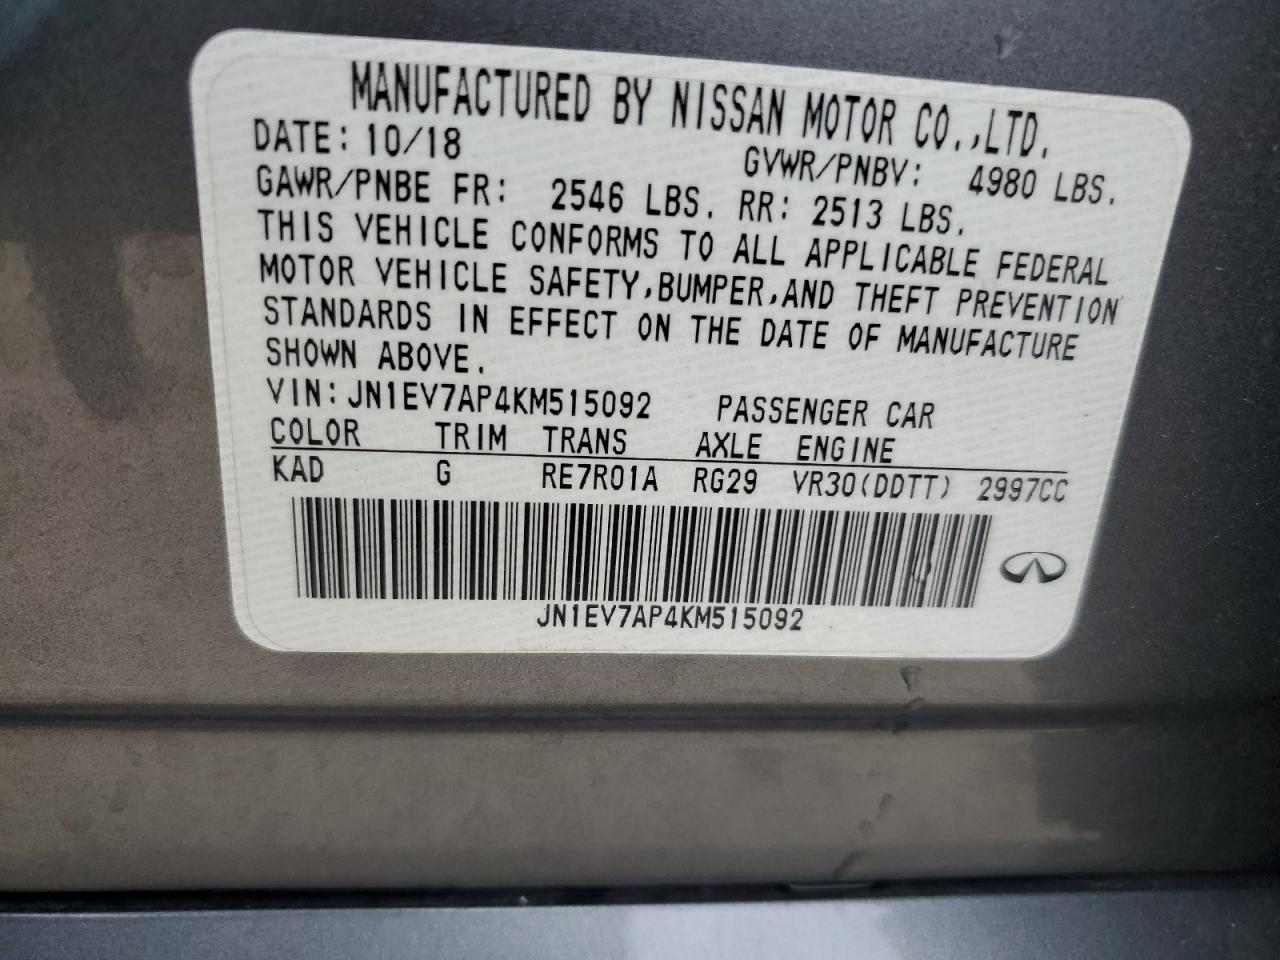 MANUFACTURED BY NISSAN MOTOR CO.,LTD.
DATE: 10/18 GVWR/PNBV: 4980 LBS.
GAWR/PNBE FR: 2546 LBS. RR: 2513 LBS.
THIS VEHICLE CONFORMS TO ALL APPLICABLE FEDERAL
MOTOR VEHICLE SAFETY,BUMPER,AND THEFT PREVENTION
STANDARDS IN EFFECT ON THE DATE OF MANUFACTURE
SHOWN ABOVE.
VIN:JN1EV7AP4KM515092 PASSENGER CAR
COLOR TRIM TRANS AXLE ENGINE
KAD G RE7R01A RG29 VR30(DDTT) 2997CC
JN1EV7AP4KM515092